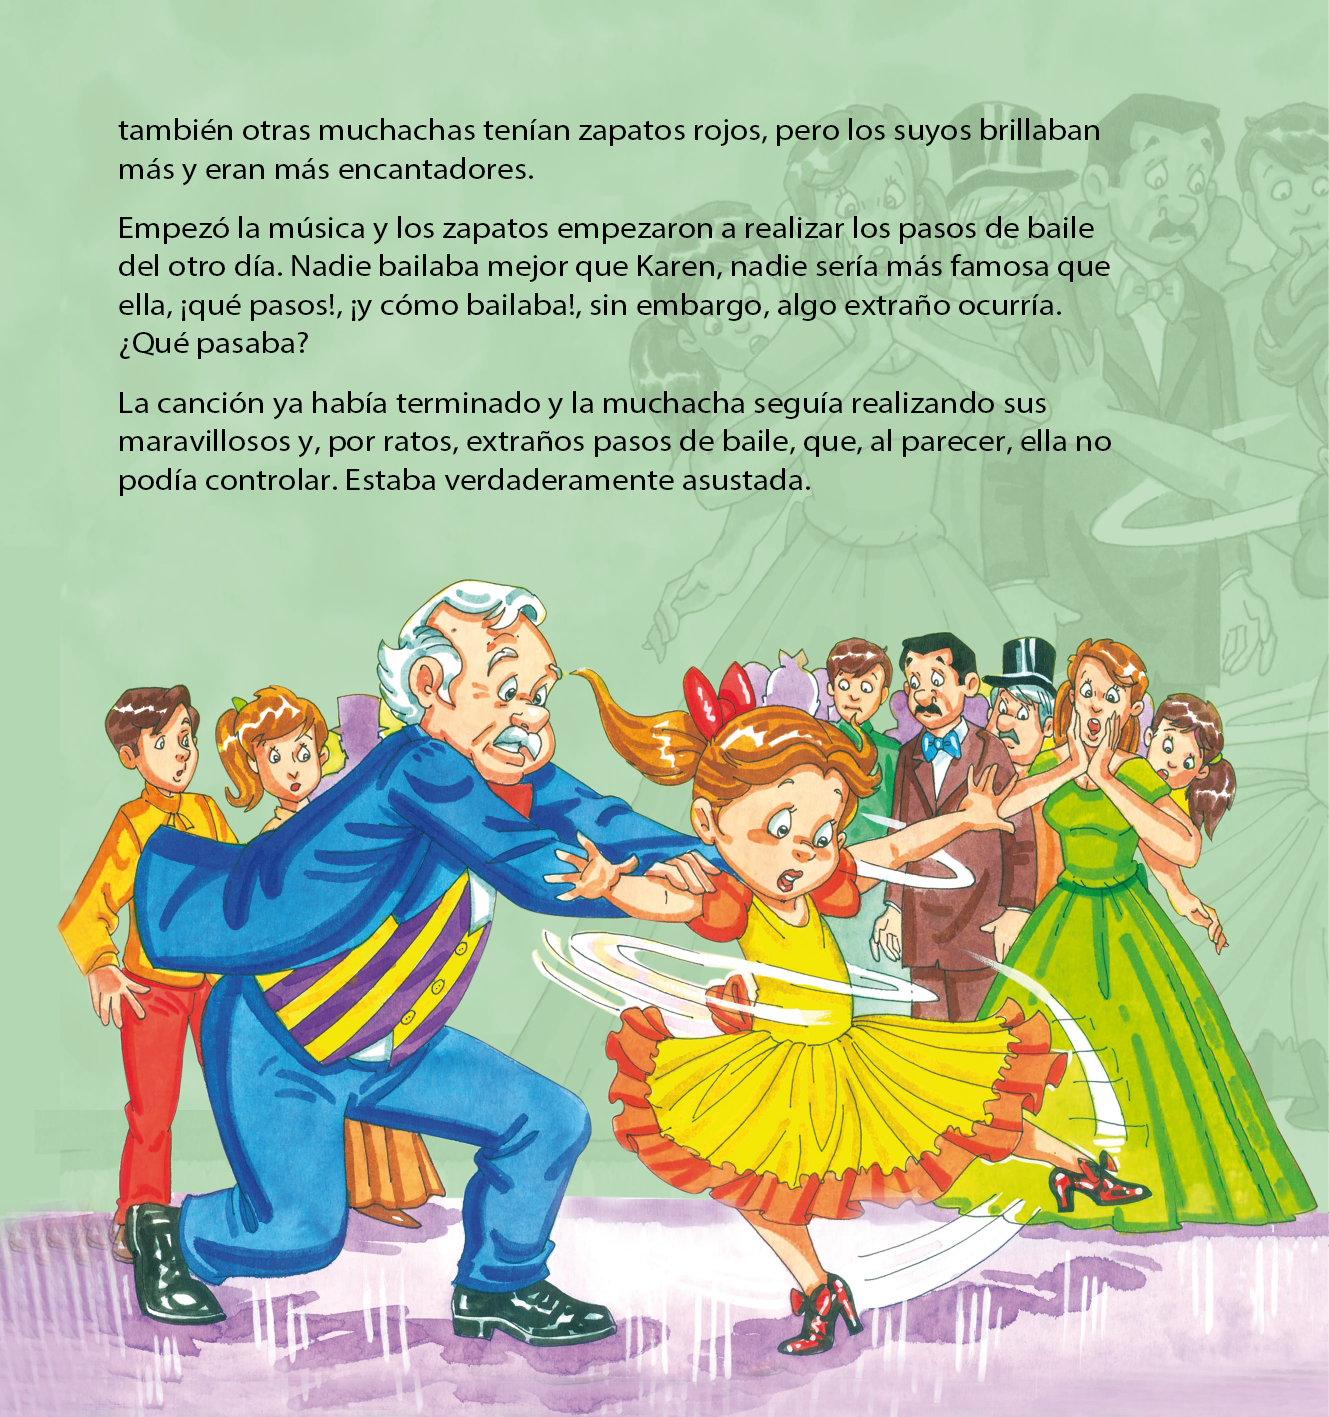 también otras muchachas tenían zapatos rojos, pero los suyos brillaban
más y eran más encantadores.
Empezó la música y los zapatos empezaron a realizar los pasos de baile
del otro día. Nadie bailaba mejor que Karen, nadie sería más famosa que
ella, ¡qué pasos!, ¡y cómo bailaba!, sin embargo, algo extraño ocurría.
¿Qué pasaba?
La canción ya había terminado y la muchacha seguía realizando sus
maravillosos y, por ratos, extraños pasos de baile, que, al parecer, ella no
podía controlar. Estaba verdaderamente asustada.